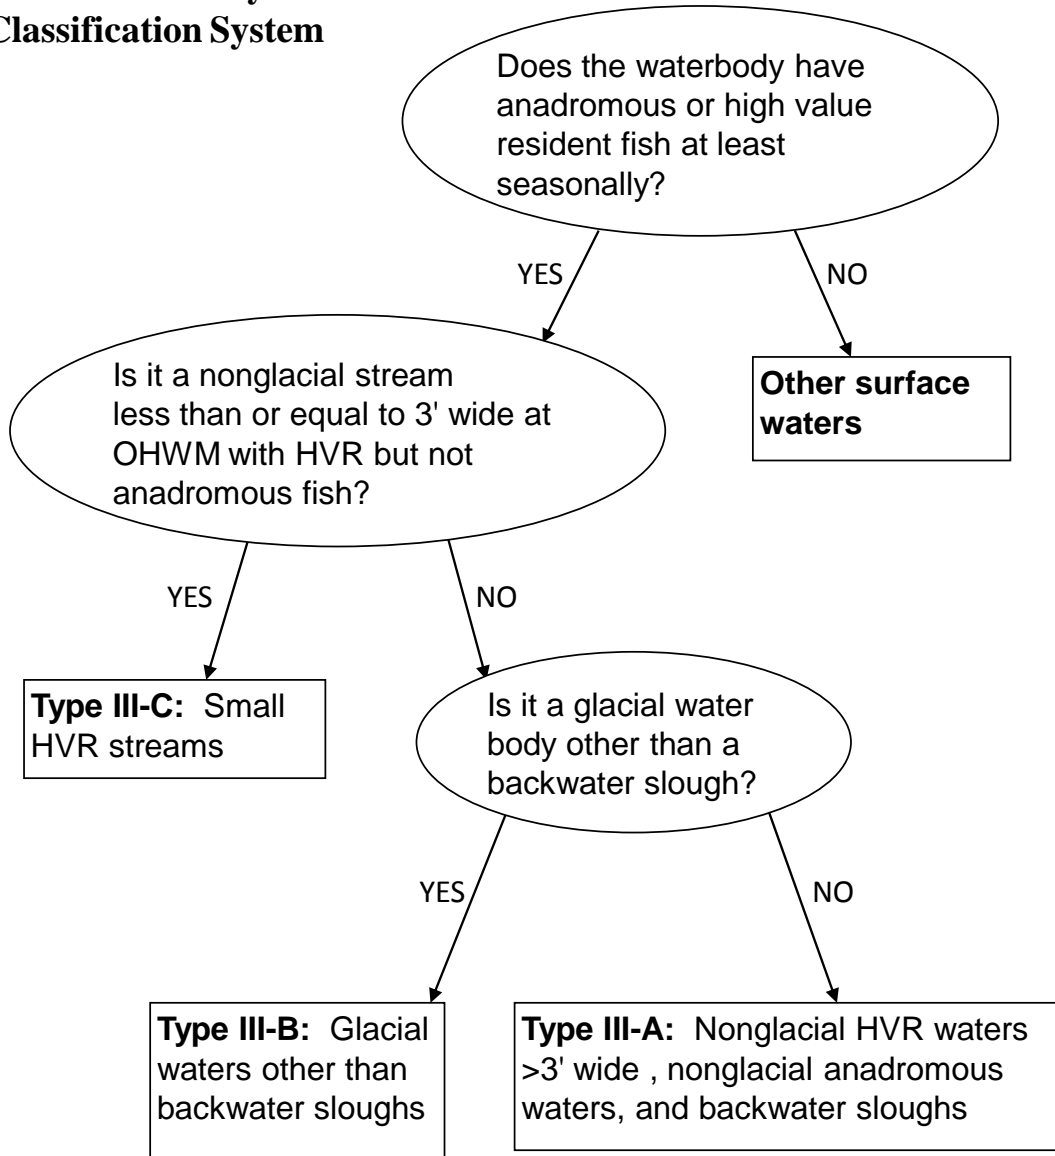 Classification System
Does the waterbody have
anadromous or high value
resident fish at least
seasonally?
YES
NO
Is it a nonglacial stream
less than or equal to 3' wide at
OHWM with HVR but not
anadromous fish?
Other surface
waters
YES
NO
Type III-C: Small
HVR streams
Is it a glacial water
body other than a
backwater slough?
YES
NO
Type III-B: Glacial
waters other than
backwater sloughs
Type III-A: Nonglacial HVR waters
>3' wide , nonglacial anadromous
waters, and backwater sloughs